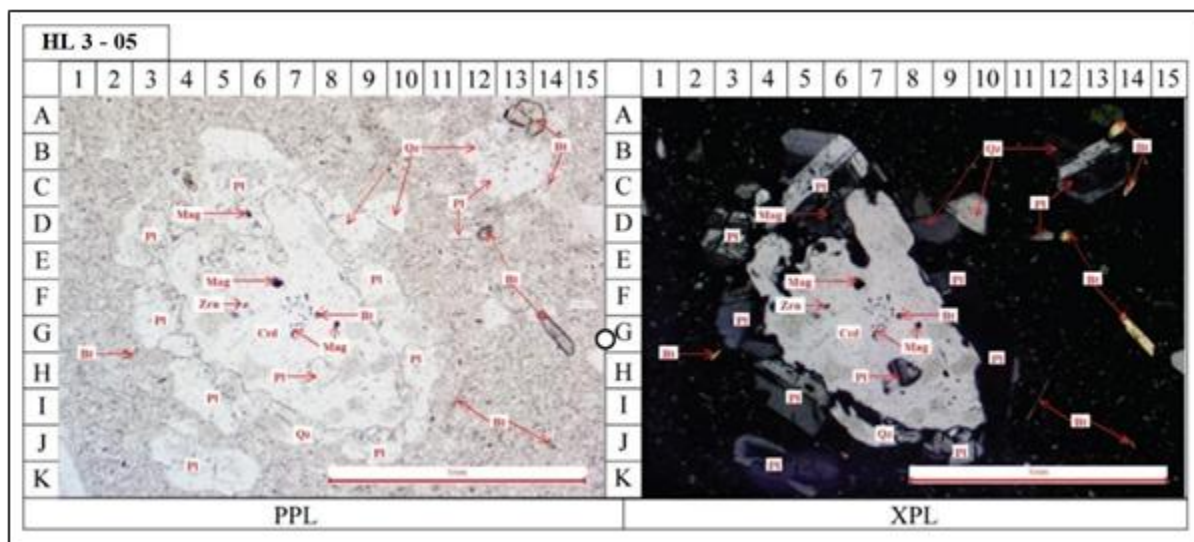 HL 3 - 05
1 2 3 4 5 6 7 8 9 10 11 12 13 14 15 1 2 3 4 5 6 7 8 9 10 11 12 13 14 15
A A
B Qz Bt B Qz Bt
C Pl Pl C Pl Pl
D Mag D Mag
Pl Pl
E E
Mag Pl Bt Mag Pl Bt
F Zrn F Zrn
Pl Bt Pl Bt
G Crd G Crd
Bt Mag Pl Bt Mag
H Pl H Pl Pl
I Pl I Pl
Bt Bt
J Qz Pl J Qz Pl
K Pl K Pl
PPL XPL